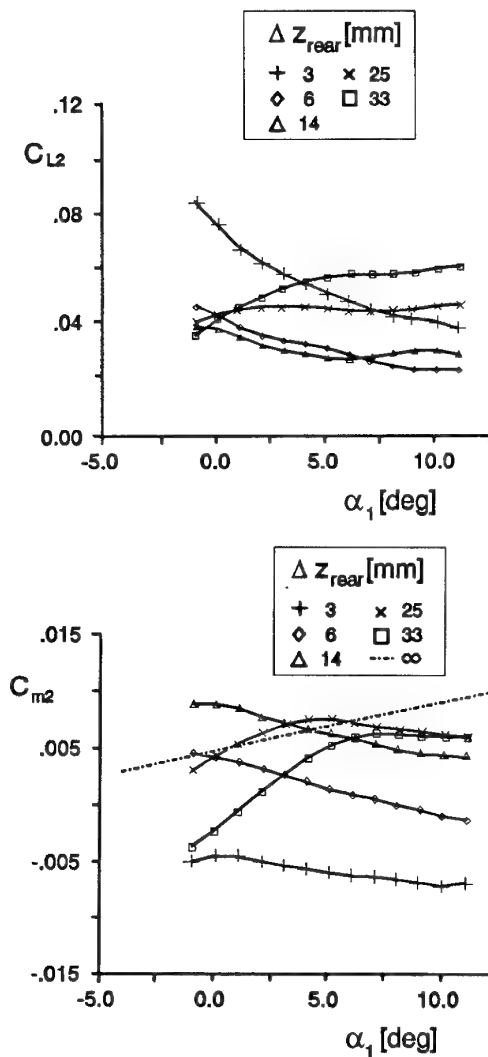 Δ z_rear [mm]
+ 3 × 25
◇ 6 □ 33
△ 14
.12
C_L2
.08
.04
0.00
-5.0 0.0 5.0 10.0
α_1 [deg]
Δ z_rear [mm]
+ 3 × 25
◇ 6 □ 33
△ 14 ---- ∞
.015
C_m2
.005
-.005
-.015
-5.0 0.0 5.0 10.0
α_1 [deg]